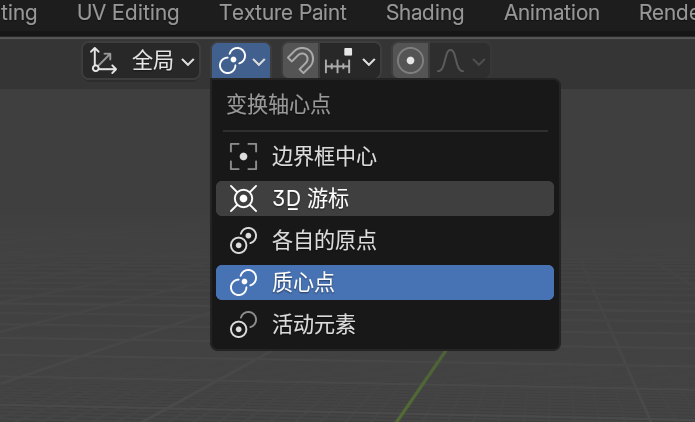 ting UV Editing Texture Paint Shading Animation Rende
全局
变换轴心点
边界框中心
3D 游标
各自的原点
质心点
活动元素